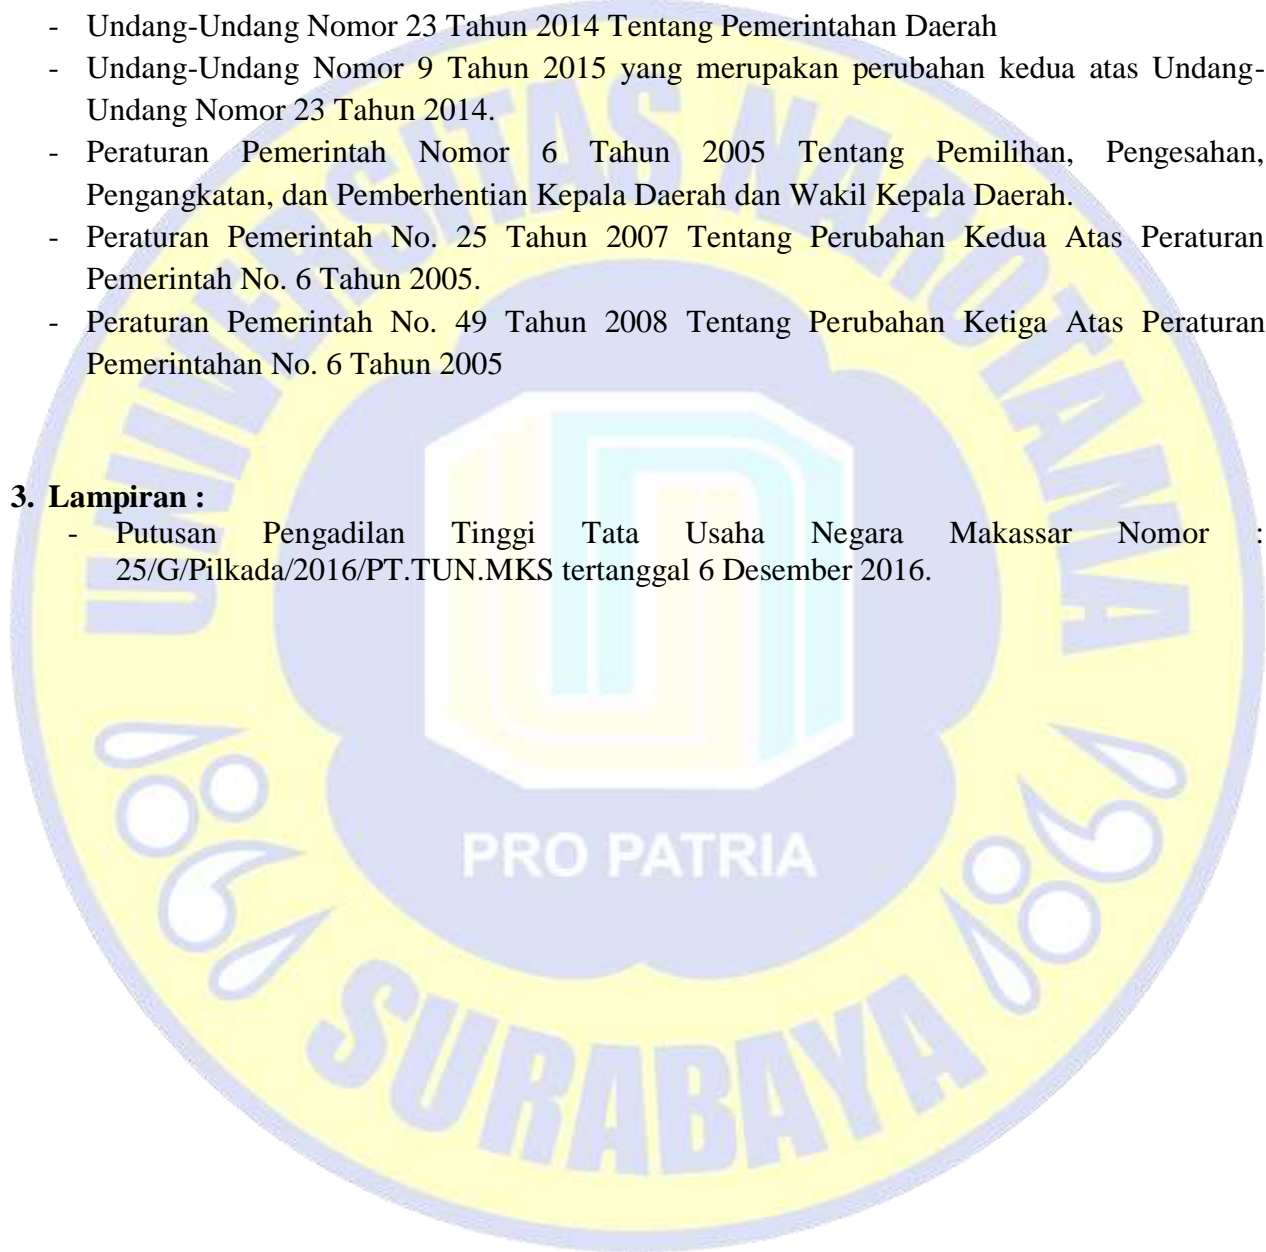 - Undang-Undang Nomor 23 Tahun 2014 Tentang Pemerintahan Daerah
- Undang-Undang Nomor 9 Tahun 2015 yang merupakan perubahan kedua atas Undang-
Undang Nomor 23 Tahun 2014.
- Peraturan Pemerintah Nomor 6 Tahun 2005 Tentang Pemilihan, Pengesahan,
Pengangkatan, dan Pemberhentian Kepala Daerah dan Wakil Kepala Daerah.
- Peraturan Pemerintah No. 25 Tahun 2007 Tentang Perubahan Kedua Atas Peraturan
Pemerintah No. 6 Tahun 2005.
- Peraturan Pemerintah No. 49 Tahun 2008 Tentang Perubahan Ketiga Atas Peraturan
Pemerintahan No. 6 Tahun 2005
3. Lampiran :
- Putusan Pengadilan Tinggi Tata Usaha Negara Makassar Nomor :
25/G/Pilkada/2016/PT.TUN.MKS tertanggal 6 Desember 2016.
UNIVERSITAS NAROTAMA
PRO PATRIA
SURABAYA